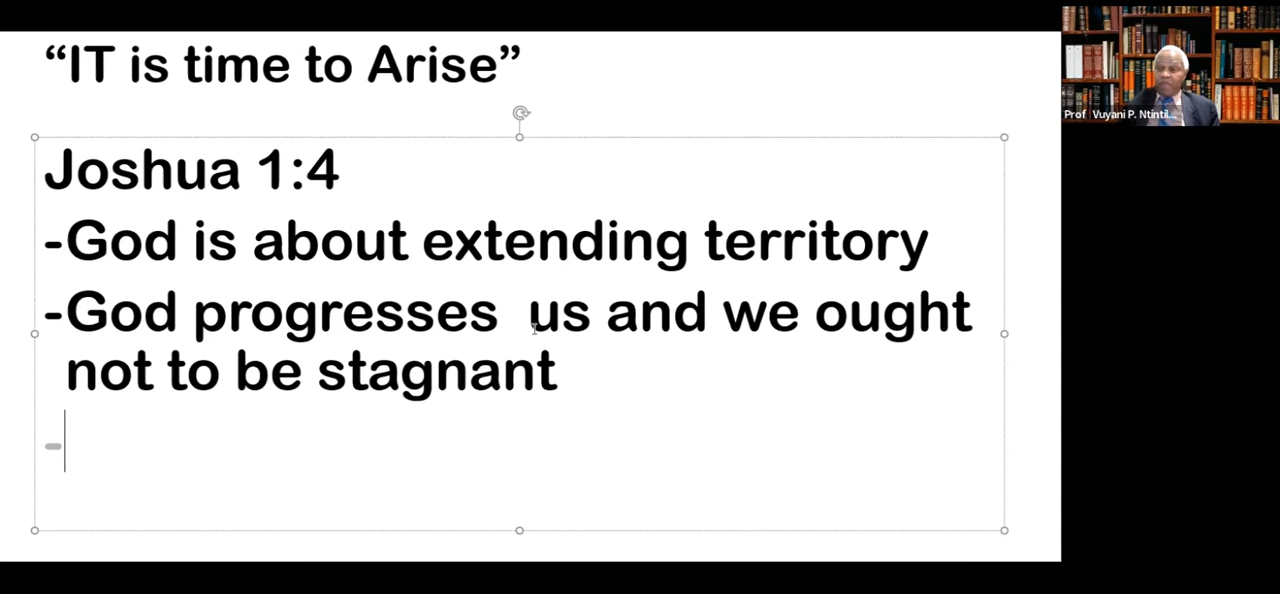 “IT is time to Arise”
Joshua 1:4
-God is about extending territory
-God progresses  us and we ought
not to be stagnant
-
Prof Vuyani P. Ntintil...